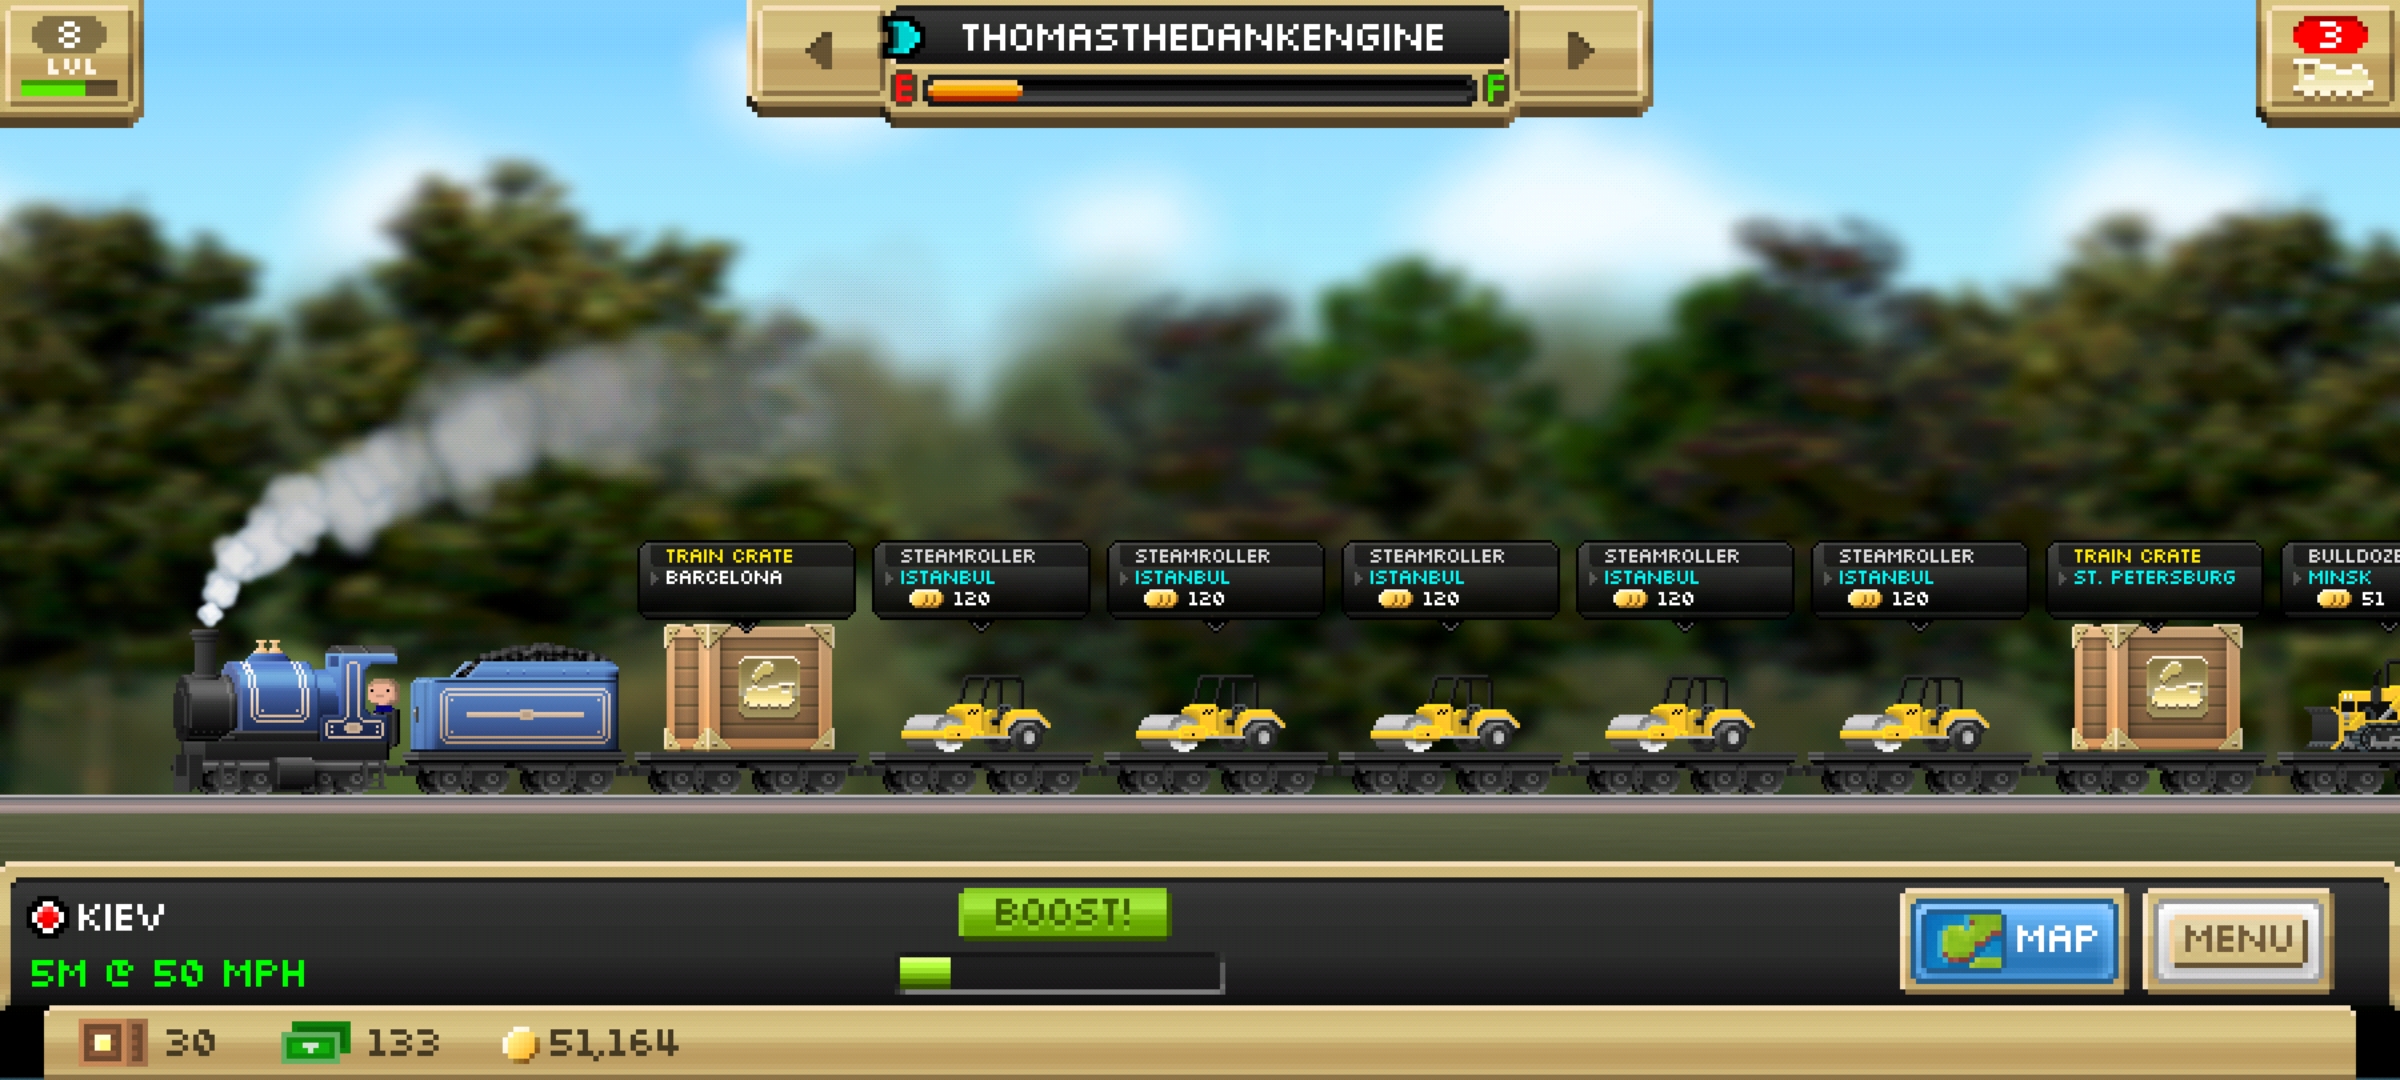 8
LVL
THOMASTHEDANKENGINE
E
F
3
TRAIN CRATE
BARCELONA
STEAMROLLER
ISTANBUL
120
STEAMROLLER
ISTANBUL
120
STEAMROLLER
ISTANBUL
120
STEAMROLLER
ISTANBUL
120
STEAMROLLER
ISTANBUL
120
TRAIN CRATE
ST. PETERSBURG
BULLDOZE
MINSK
51
KIEV
5M @ 50 MPH
BOOST!
MAP
MENU
30
133
51,164